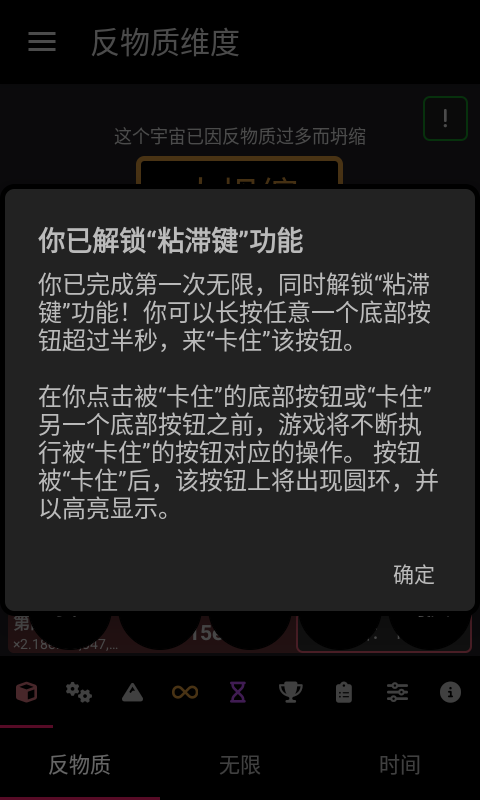 反物质维度
!
这个宇宙已因反物质过多而坍缩
你已解锁“粘滞键”功能
你已完成第一次无限，同时解锁“粘滞
键”功能！你可以长按任意一个底部按
钮超过半秒，来“卡住”该按钮。
在你点击被“卡住”的底部按钮或“卡住”
另一个底部按钮之前，游戏将不断执
行被“卡住”的按钮对应的操作。 按钮
被“卡住”后，该按钮上将出现圆环，并
以高亮显示。
确定
反物质
无限
时间